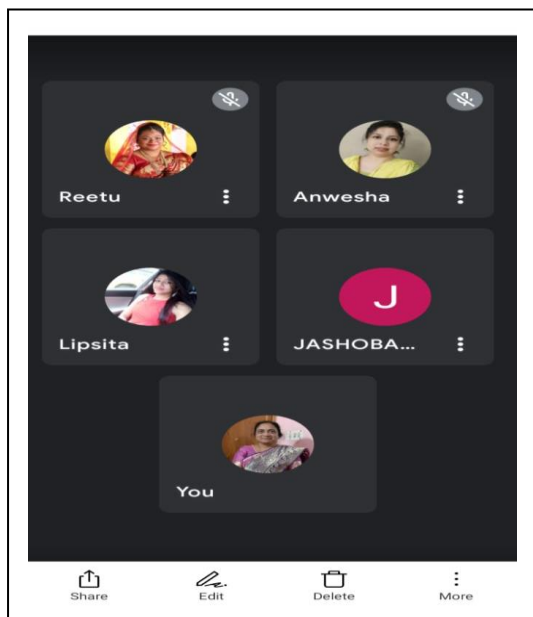 Reetu
Anwesha
Lipsita
J
JASHOBA...
You
Share
Edit
Delete
More